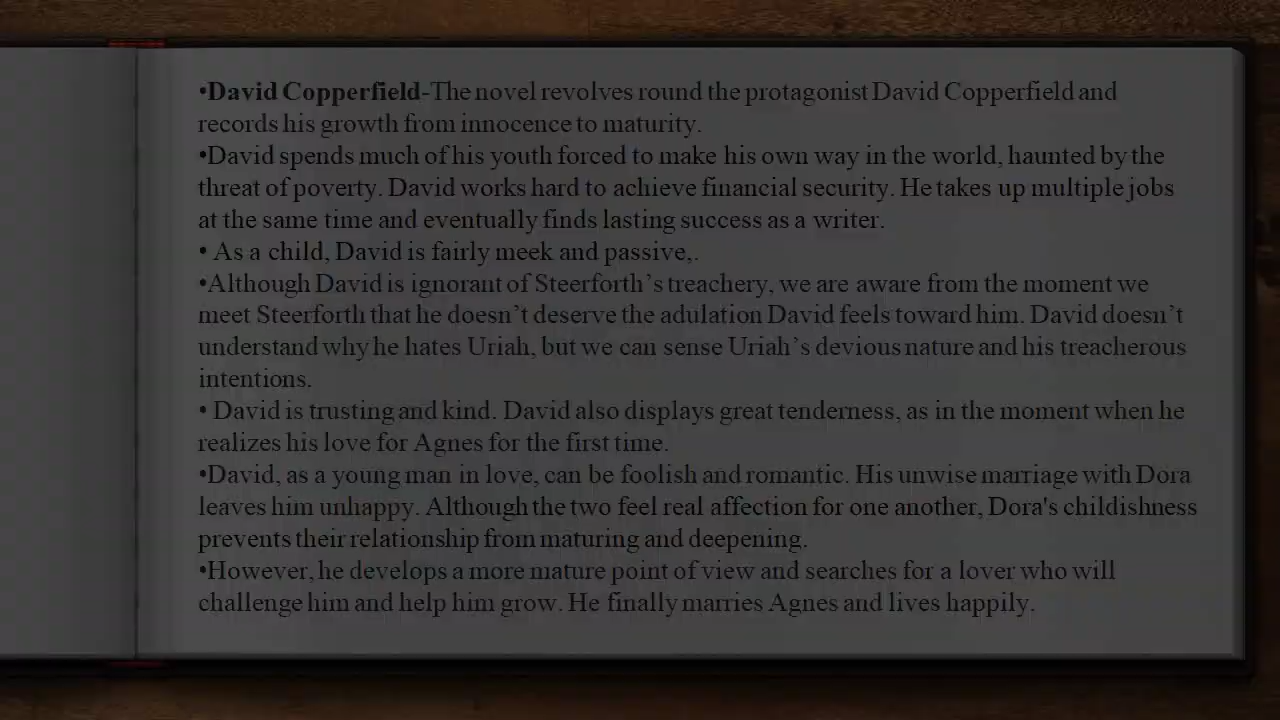 •David Copperfield-The novel revolves round the protagonist David Copperfield and
records his growth from innocence to maturity.
•David spends much of his youth forced to make his own way in the world, haunted by the
threat of poverty. David works hard to achieve financial security. He takes up multiple jobs
at the same time and eventually finds lasting success as a writer.
• As a child, David is fairly meek and passive,.
•Although David is ignorant of Steerforth’s treachery, we are aware from the moment we
meet Steerforth that he doesn’t deserve the adulation David feels toward him. David doesn’t
understand why he hates Uriah, but we can sense Uriah’s devious nature and his treacherous
intentions.
• David is trusting and kind. David also displays great tenderness, as in the moment when he
realizes his love for Agnes for the first time.
•David, as a young man in love, can be foolish and romantic. His unwise marriage with Dora
leaves him unhappy. Although the two feel real affection for one another, Dora's childishness
prevents their relationship from maturing and deepening.
•However, he develops a more mature point of view and searches for a lover who will
challenge him and help him grow. He finally marries Agnes and lives happily.